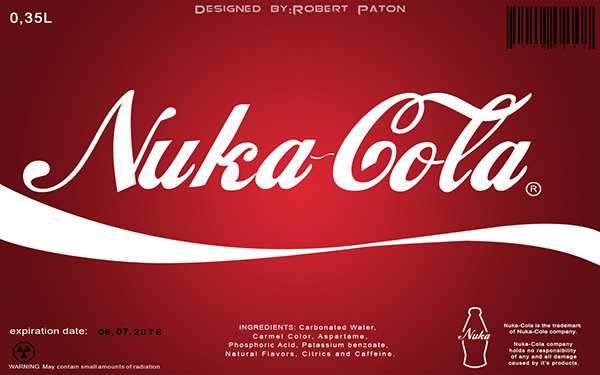 0,35L
DESIGNED BY:ROBERT PATON
Nuka-Cola®
expiration date: 06.07.2078
WARNING: May contain small amounts of radiation
INGREDIENTS: Carbonated Water,
Carmel Color, Aspartame,
Phosphoric Acid, Patassium benzoate,
Natural Flavors, Citrics and Caffeine.
Nuka
Nuka-Cola is the trademark
of Nuka-Cola company.
Nuka-Cola company
holds no responsibility
of any and all damage
caused by it's products.